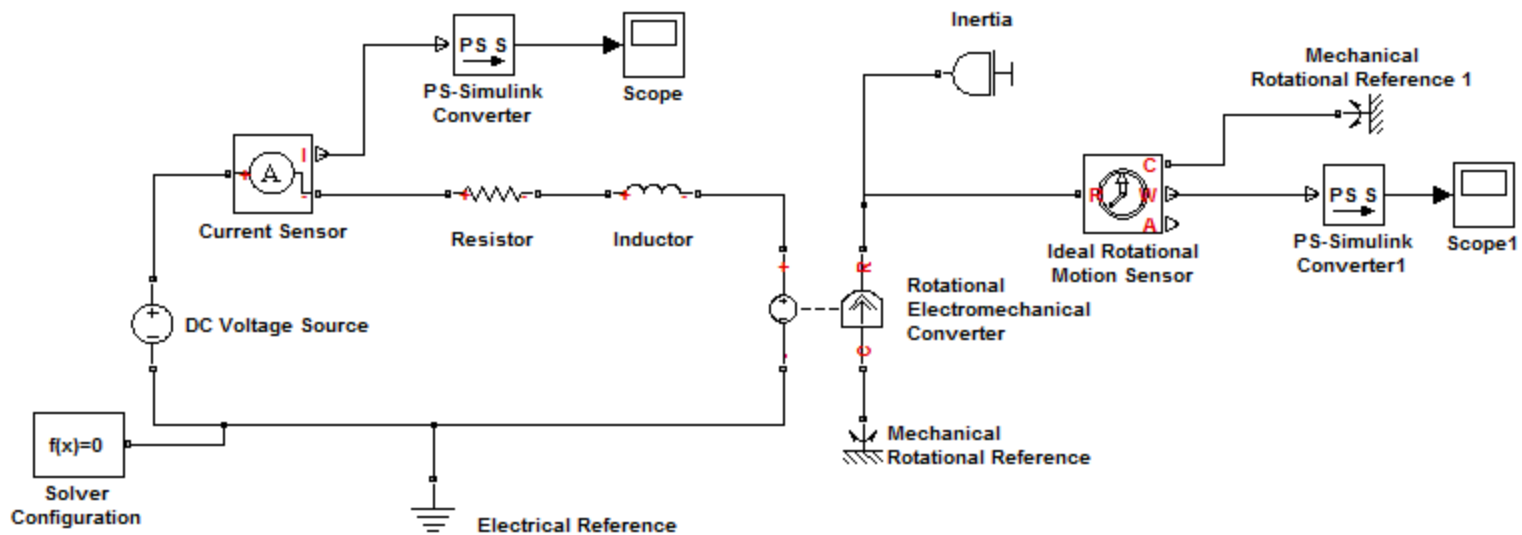 Inertia
PS S
Mechanical
Rotational Reference 1
PS-Simulink
Converter
Scope
I
A
+
-
Current Sensor
+
-
Resistor
+
-
Inductor
C
R
W
A
PS S
Ideal Rotational
Motion Sensor
PS-Simulink
Converter1
Scope1
+
R
Rotational
Electromechanical
Converter
+
-
DC Voltage Source
C
-
f(x)=0
Solver
Configuration
Mechanical
Rotational Reference
Electrical Reference